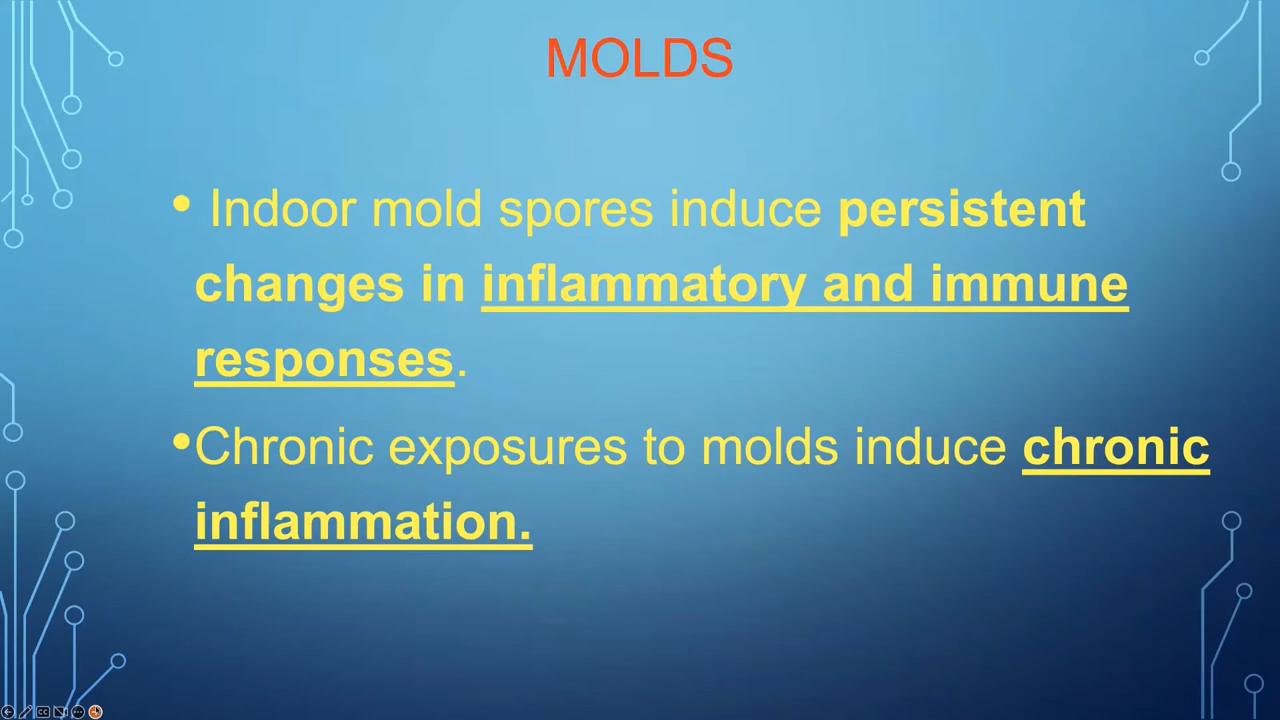 MOLDS
• Indoor mold spores induce persistent
changes in inflammatory and immune
responses.
•Chronic exposures to molds induce chronic
inflammation.